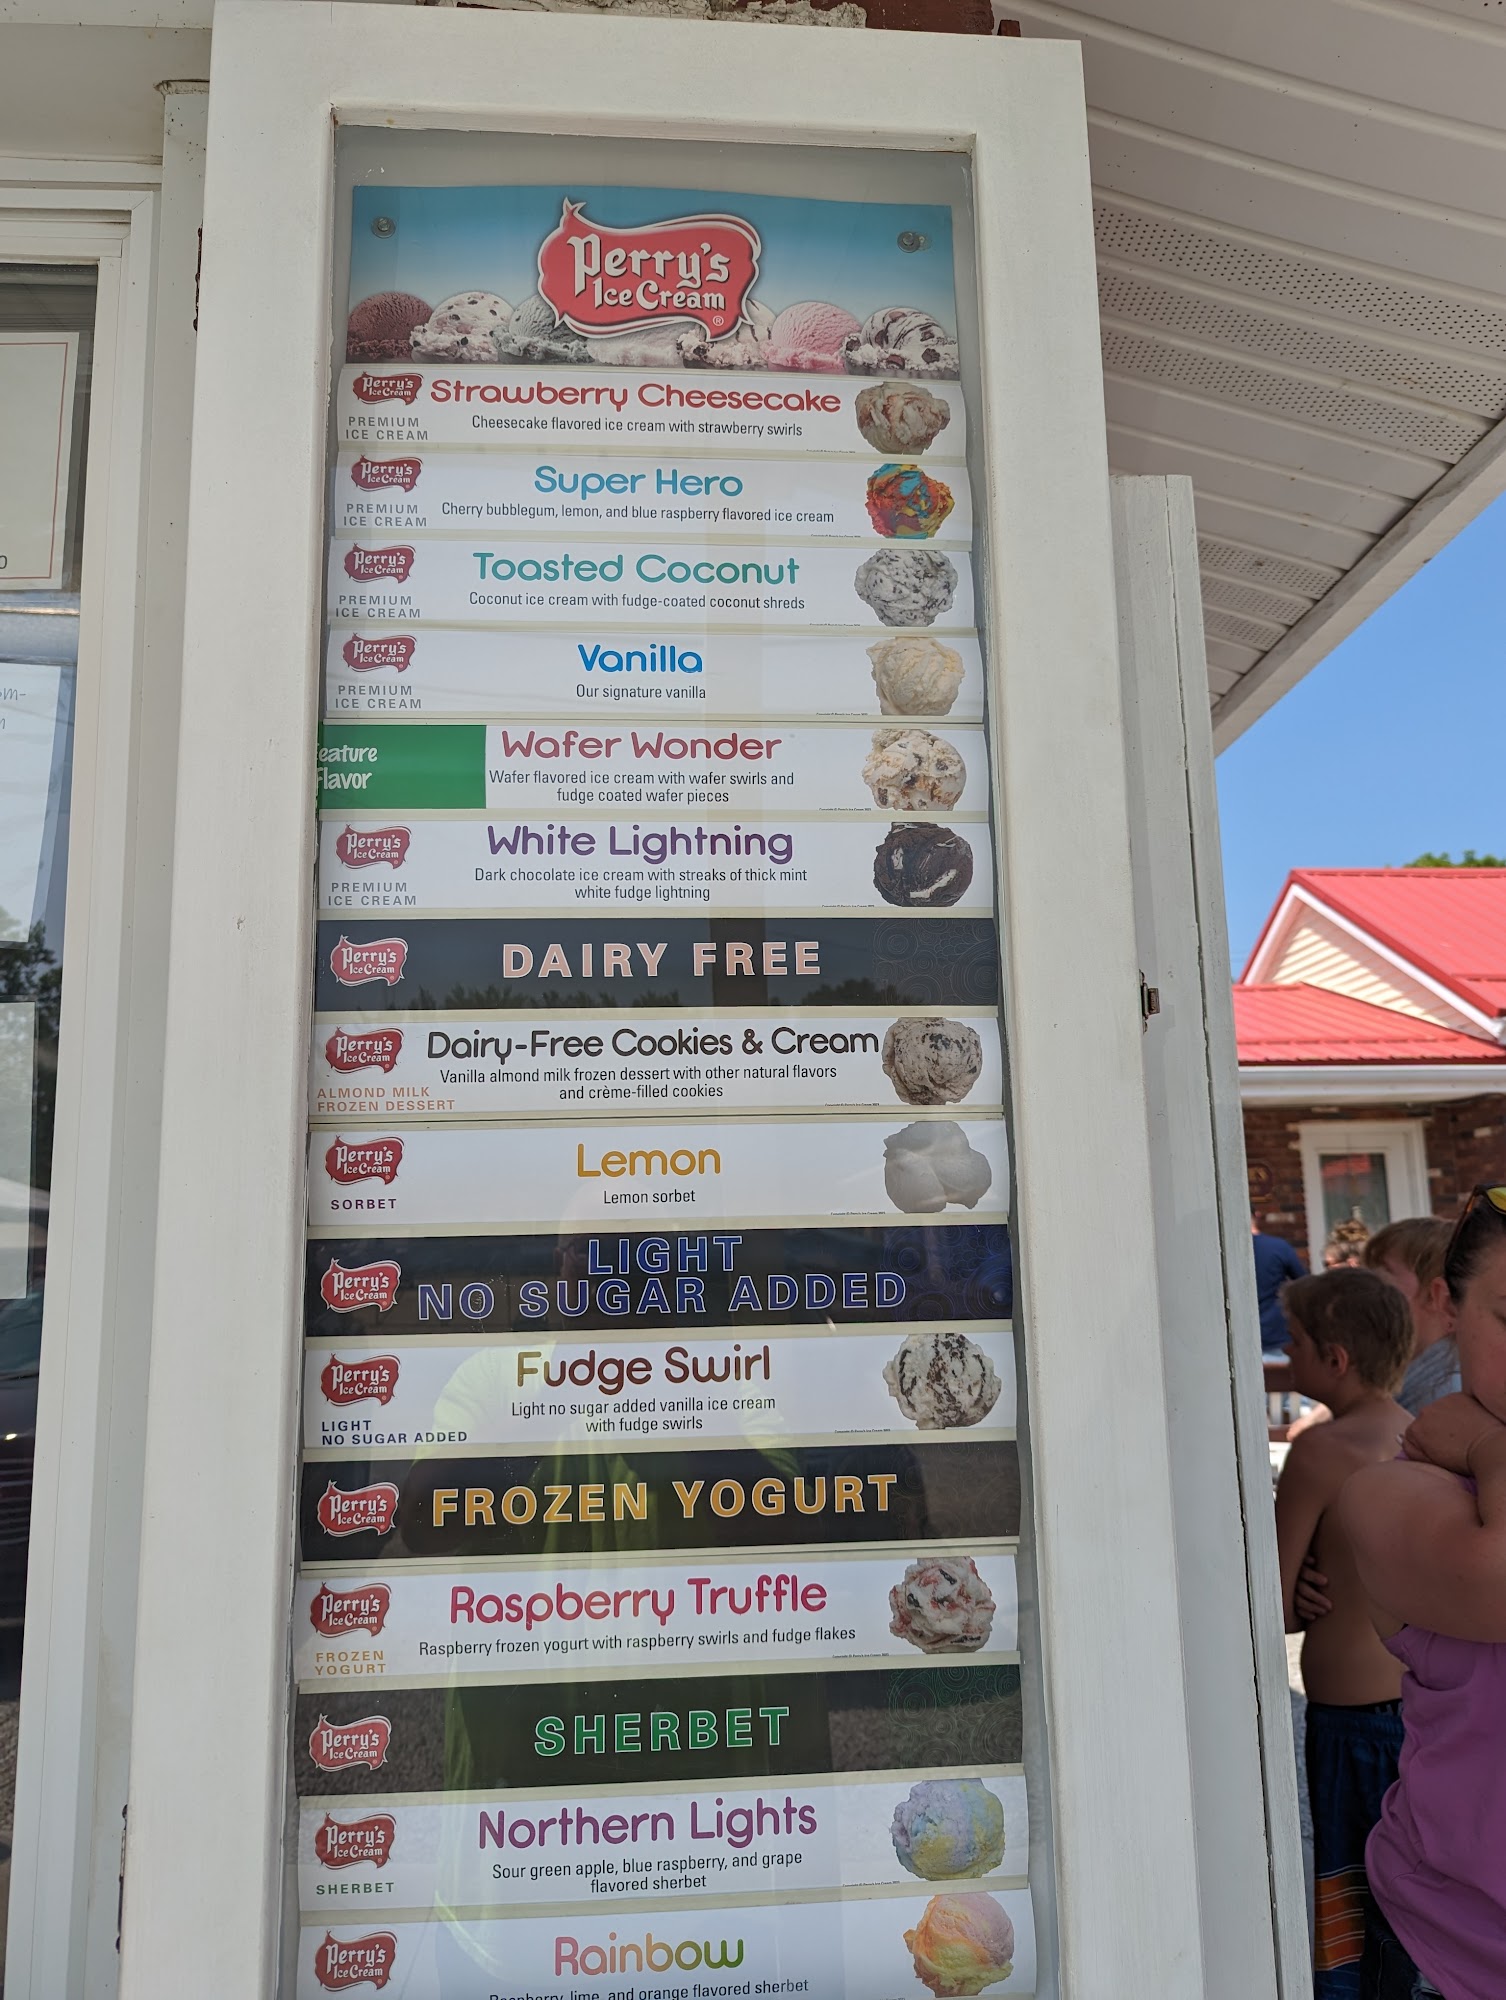 Perry's
Ice Cream
®
Perry's
Ice Cream
PREMIUM
ICE CREAM
Strawberry Cheesecake
Cheesecake flavored ice cream with strawberry swirls
Perry's
Ice Cream
PREMIUM
ICE CREAM
Super Hero
Cherry bubblegum, lemon, and blue raspberry flavored ice cream
Perry's
Ice Cream
PREMIUM
ICE CREAM
Toasted Coconut
Coconut ice cream with fudge-coated coconut shreds
Perry's
Ice Cream
PREMIUM
ICE CREAM
Vanilla
Our signature vanilla
eature
Flavor
Wafer Wonder
Wafer flavored ice cream with wafer swirls and
fudge coated wafer pieces
Perry's
Ice Cream
PREMIUM
ICE CREAM
White Lightning
Dark chocolate ice cream with streaks of thick mint
white fudge lightning
Perry's
Ice Cream
DAIRY FREE
Perry's
Ice Cream
ALMOND MILK
FROZEN DESSERT
Dairy-Free Cookies & Cream
Vanilla almond milk frozen dessert with other natural flavors
and crème-filled cookies
Perry's
Ice Cream
SORBET
Lemon
Lemon sorbet
Perry's
Ice Cream
LIGHT
NO SUGAR ADDED
Perry's
Ice Cream
LIGHT
NO SUGAR ADDED
Fudge Swirl
Light no sugar added vanilla ice cream
with fudge swirls
Perry's
Ice Cream
FROZEN YOGURT
Perry's
Ice Cream
FROZEN
YOGURT
Raspberry Truffle
Raspberry frozen yogurt with raspberry swirls and fudge flakes
Perry's
Ice Cream
SHERBET
Perry's
Ice Cream
SHERBET
Northern Lights
Sour green apple, blue raspberry, and grape
flavored sherbet
Perry's
Ice Cream
Rainbow
Raspberry, lime, and orange flavored sherbet